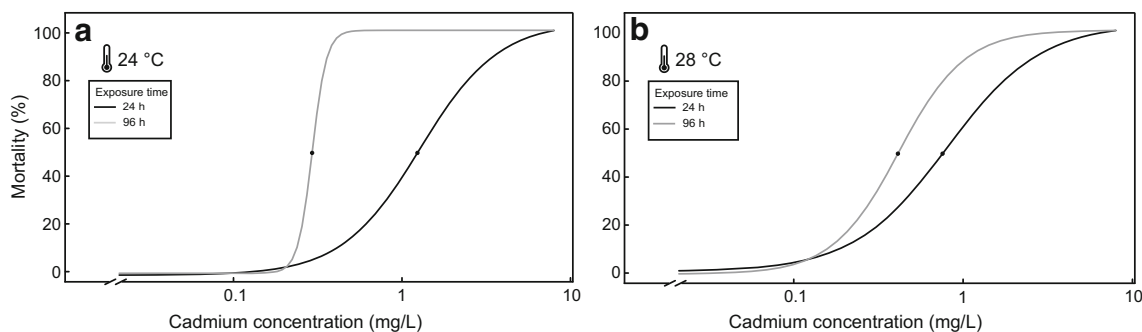 a
24 °C
Exposure time
24 h
96 h
Mortality (%)
100
80
60
40
20
0
0.1
1
10
Cadmium concentration (mg/L)
b
28 °C
Exposure time
24 h
96 h
100
80
60
40
20
0
0.1
1
10
Cadmium concentration (mg/L)